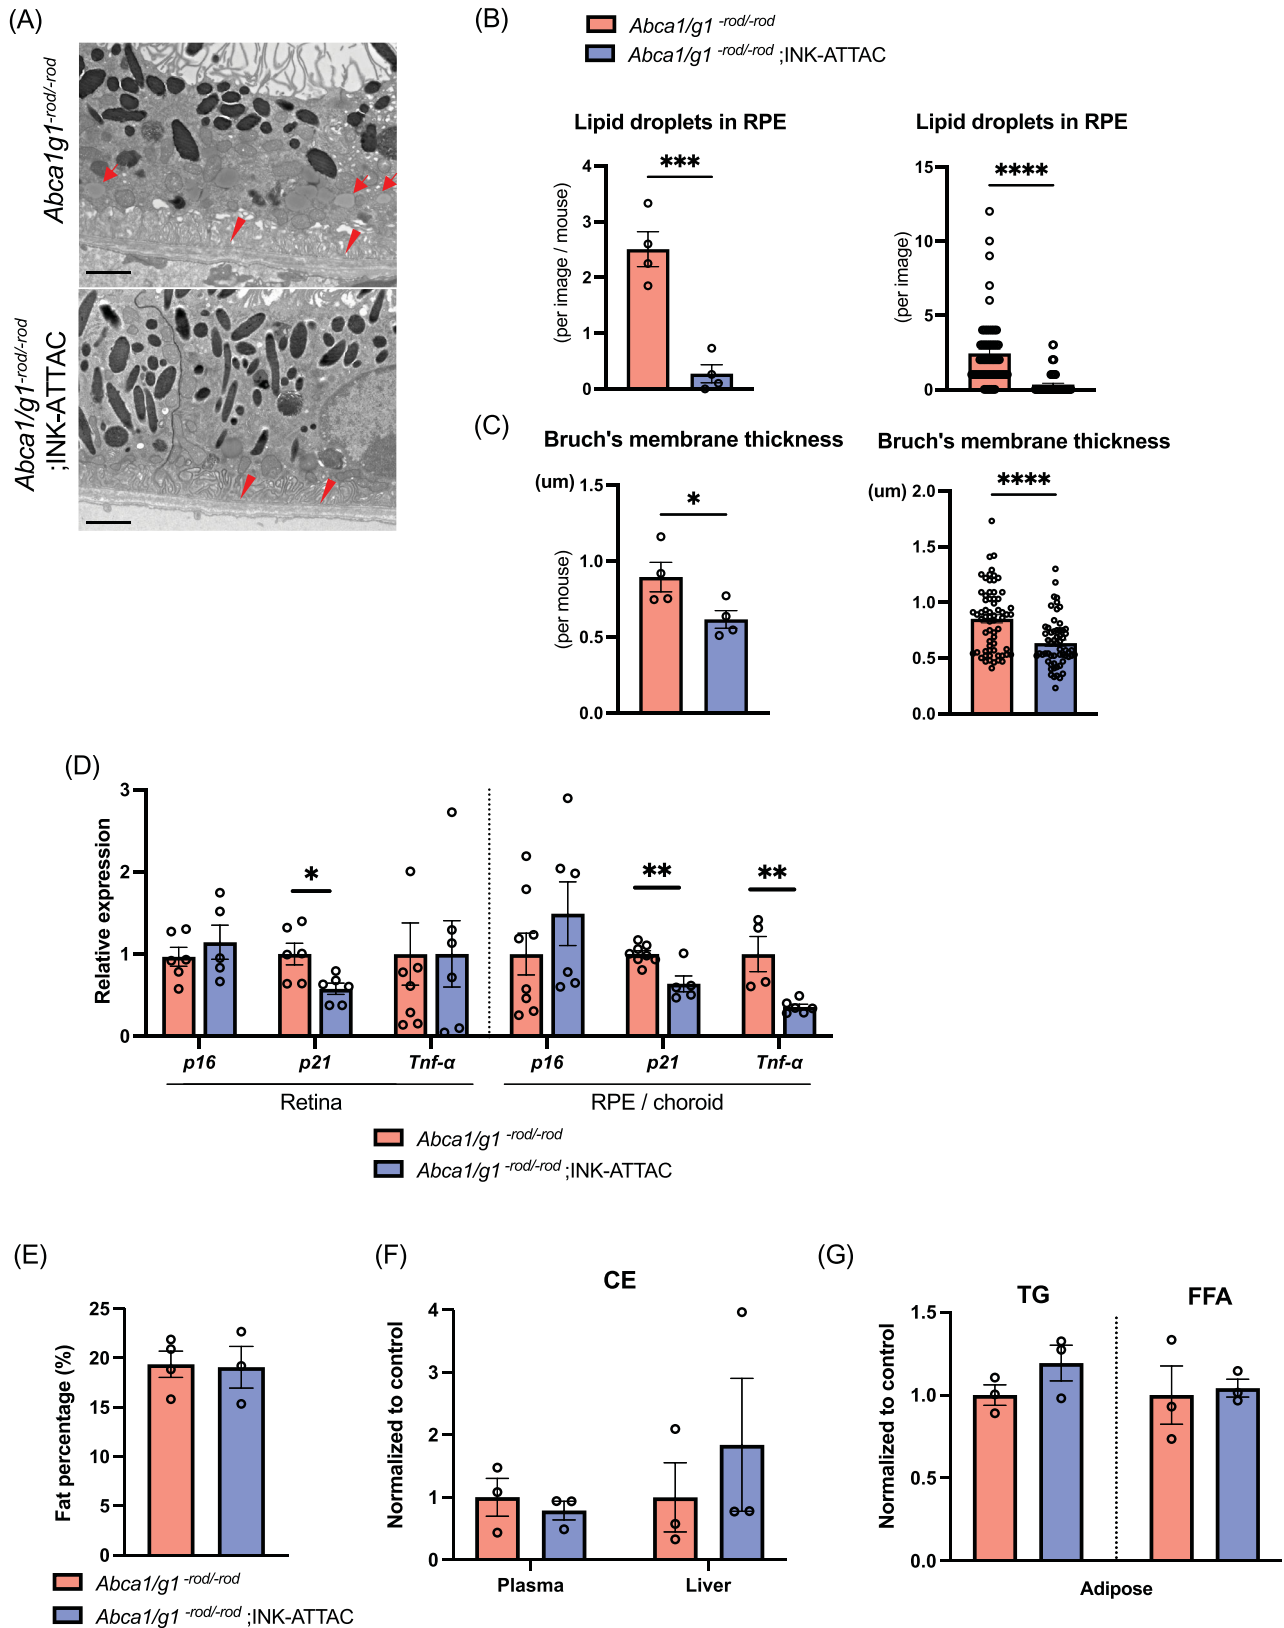 (A)
Abca1g1-rod/-rod
Abca1/g1-rod/-rod
;INK-ATTAC
(B)
Abca1/g1 -rod/-rod
Abca1/g1 -rod/-rod ;INK-ATTAC
Lipid droplets in RPE
(per image / mouse)
4
3
2
1
0
***
Lipid droplets in RPE
(per image)
15
10
5
0
****
(C)
Bruch's membrane thickness
(um)
(per mouse)
1.5
1.0
0.5
0.0
*
Bruch's membrane thickness
(um)
2.0
1.5
1.0
0.5
0.0
****
(D)
Relative expression
3
2
1
0
*
**
**
p16
p21
Tnf-α
p16
p21
Tnf-α
Retina
RPE / choroid
Abca1/g1 -rod/-rod
Abca1/g1 -rod/-rod ;INK-ATTAC
(E)
Fat percentage (%)
25
20
15
10
5
0
Abca1/g1 -rod/-rod
Abca1/g1 -rod/-rod ;INK-ATTAC
(F)
CE
Normalized to control
4
3
2
1
0
Plasma
Liver
(G)
TG
FFA
Normalized to control
1.5
1.0
0.5
0.0
Adipose